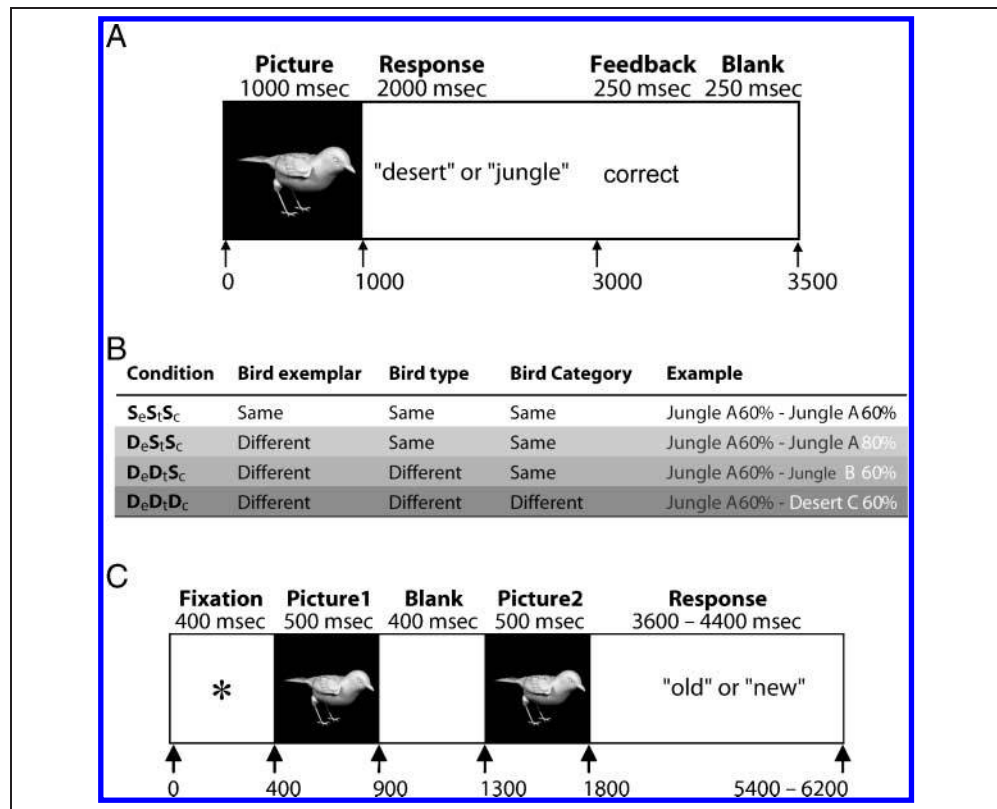 A
Picture Response Feedback Blank
1000 msec 2000 msec 250 msec 250 msec
"desert" or "jungle" correct
0 1000 3000 3500
B
Condition Bird exemplar Bird type Bird Category Example
SeStSc Same Same Same Jungle A60% - Jungle A60%
DeStSc Different Same Same Jungle A60% - Jungle A 80%
DeDtSc Different Different Same Jungle A60% - Jungle B 60%
DeDtDc Different Different Different Jungle A60% - Desert C 60%
C
Fixation Picture1 Blank Picture2 Response
400 msec 500 msec 400 msec 500 msec 3600 – 4400 msec
* "old" or "new"
0 400 900 1300 1800 5400 – 6200